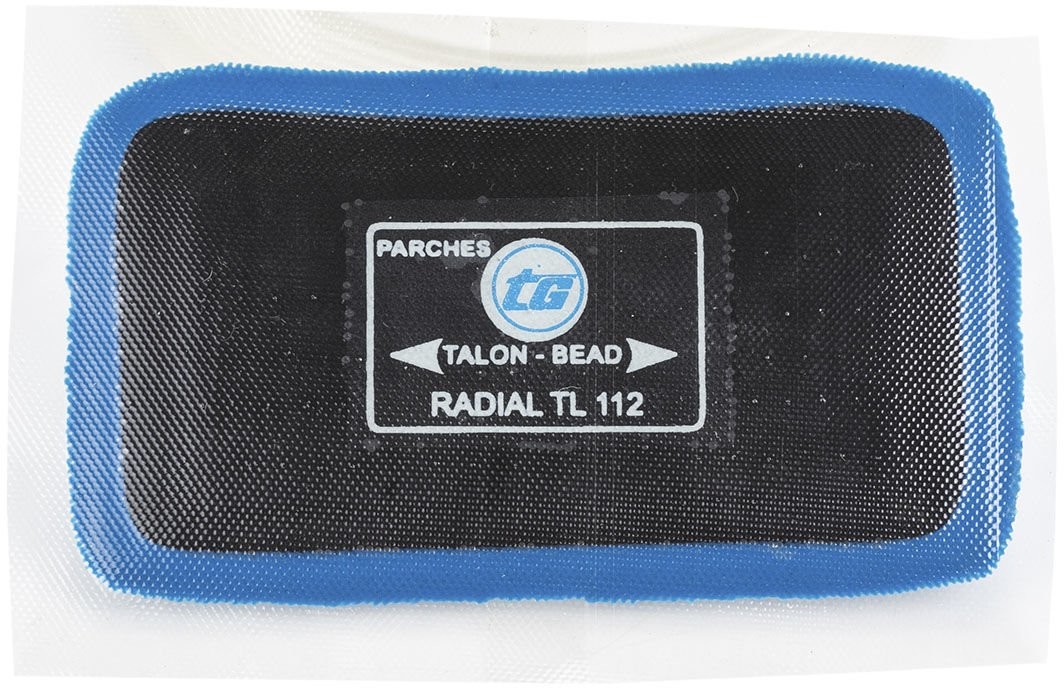 PARCHES
tG
TALON - BEAD
RADIAL TL 112